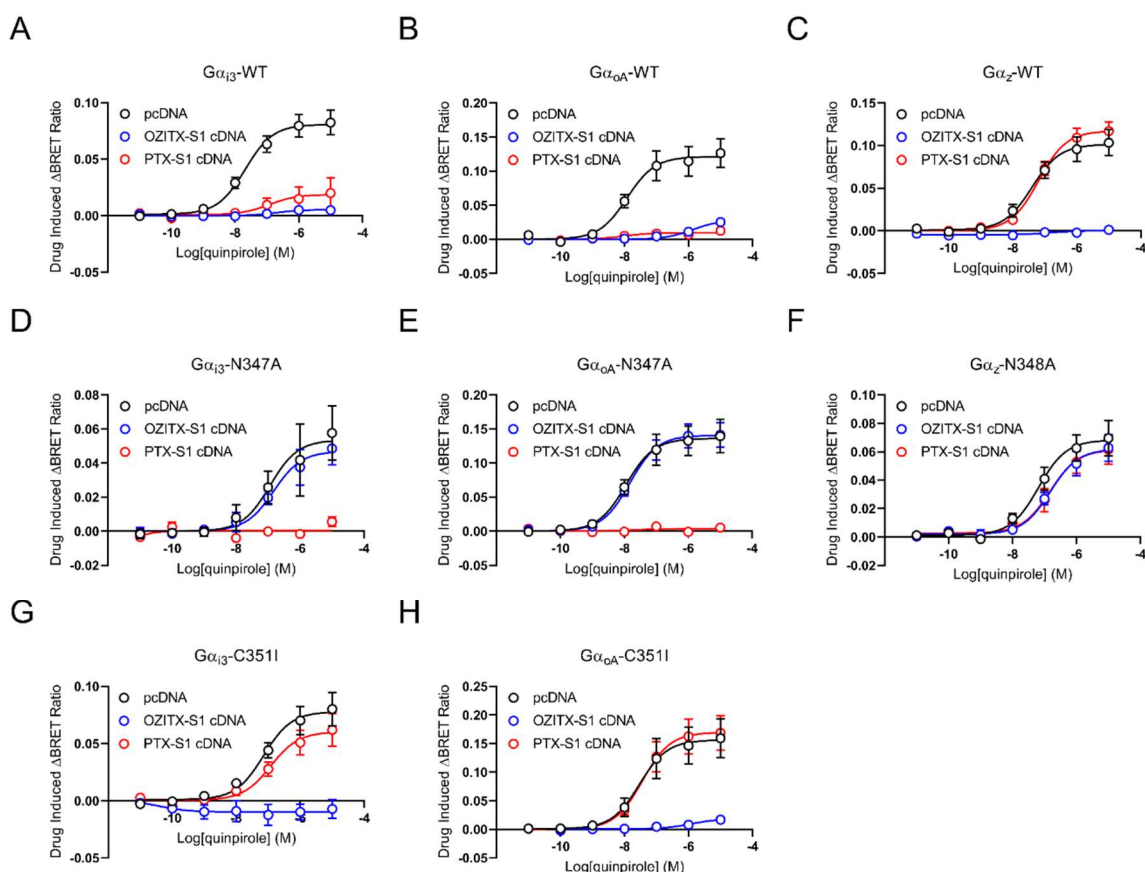 A
Gαi3-WT
Drug Induced ΔBRET Ratio
0.10
0.05
0.00
-0.05
pcDNA
OZITX-S1 cDNA
PTX-S1 cDNA
-10
-8
-6
-4
Log[quinpirole] (M)
B
GαoA-WT
Drug Induced ΔBRET Ratio
0.20
0.15
0.10
0.05
0.00
-0.05
pcDNA
OZITX-S1 cDNA
PTX-S1 cDNA
-10
-8
-6
-4
Log[quinpirole] (M)
C
Gαz-WT
Drug Induced ΔBRET Ratio
0.15
0.10
0.05
0.00
-0.05
pcDNA
OZITX-S1 cDNA
PTX-S1 cDNA
-10
-8
-6
-4
Log[quinpirole] (M)
D
Gαi3-N347A
Drug Induced ΔBRET Ratio
0.08
0.06
0.04
0.02
0.00
-0.02
pcDNA
OZITX-S1 cDNA
PTX-S1 cDNA
-10
-8
-6
-4
Log[quinpirole] (M)
E
GαoA-N347A
Drug Induced ΔBRET Ratio
0.20
0.15
0.10
0.05
0.00
-0.05
pcDNA
OZITX-S1 cDNA
PTX-S1 cDNA
-10
-8
-6
-4
Log[quinpirole] (M)
F
Gαz-N348A
Drug Induced ΔBRET Ratio
0.10
0.08
0.06
0.04
0.02
0.00
-0.02
pcDNA
OZITX-S1 cDNA
PTX-S1 cDNA
-10
-8
-6
-4
Log[quinpirole] (M)
G
Gαi3-C351I
Drug Induced ΔBRET Ratio
0.10
0.05
0.00
-0.05
pcDNA
OZITX-S1 cDNA
PTX-S1 cDNA
-10
-8
-6
-4
Log[quinpirole] (M)
H
GαoA-C351I
Drug Induced ΔBRET Ratio
0.25
0.20
0.15
0.10
0.05
0.00
-0.05
pcDNA
OZITX-S1 cDNA
PTX-S1 cDNA
-10
-8
-6
-4
Log[quinpirole] (M)